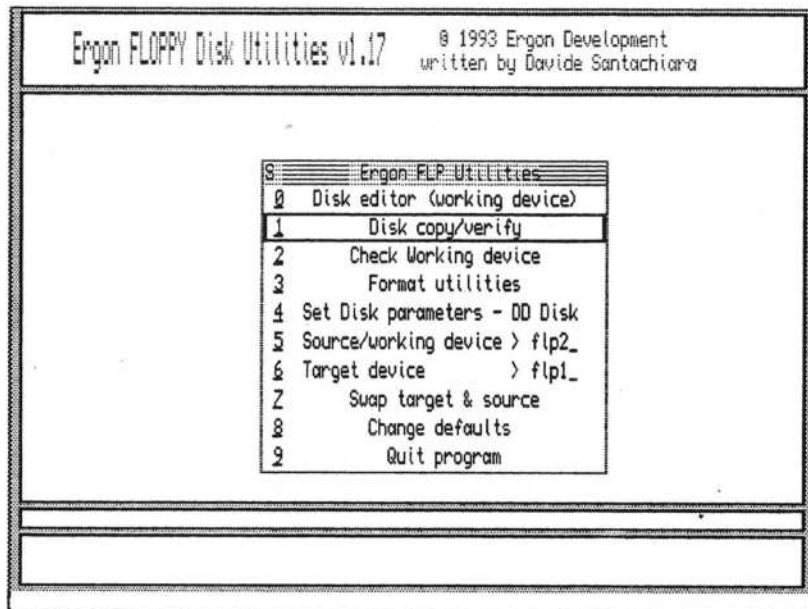 Ergon FLOPPY Disk Utilities v1.17
@ 1993 Ergon Development
written by Davide Santachiara
S Ergon FLP Utilities
0 Disk editor (working device)
1 Disk copy/verify
2 Check Working device
3 Format utilities
4 Set Disk parameters - DD Disk
5 Source/working device > flp2_
6 Target device > flp1_
7 Swap target & source
8 Change defaults
9 Quit program